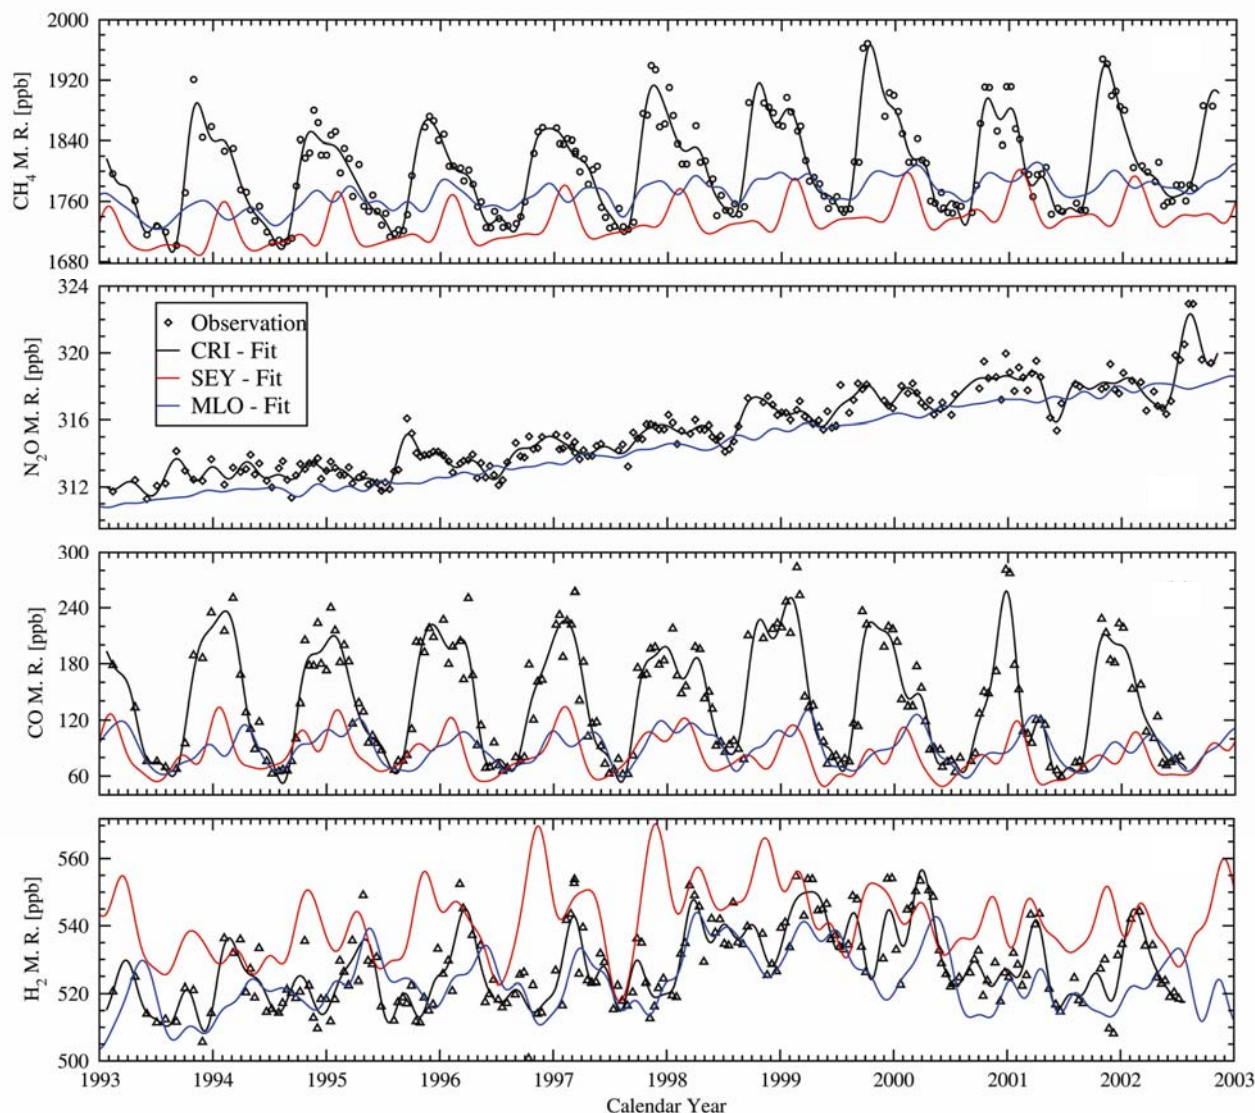 2000
1920
1840
1760
1680
CH4 M. R. [ppb]
324
320
316
312
N2O M. R. [ppb]
Observation
CRI - Fit
SEY - Fit
MLO - Fit
300
240
180
120
60
CO M. R. [ppb]
560
540
520
500
H2 M. R. [ppb]
1993 1994 1995 1996 1997 1998 1999 2000 2001 2002 2003
Calendar Year